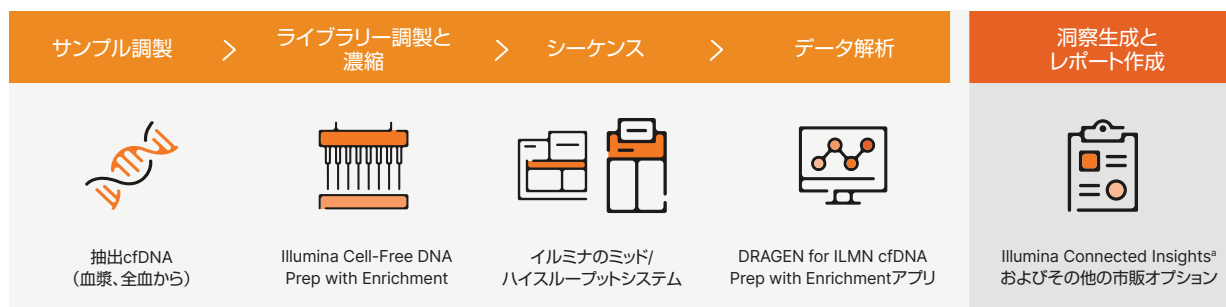 サンプル調製
ライブラリー調製と
濃縮
シーケンス
データ解析
洞察生成と
レポート作成
抽出cfDNA
(血漿、全血から)
Illumina Cell-Free DNA
Prep with Enrichment
イルミナのミッド/
ハイスループットシステム
DRAGEN for ILMN cfDNA
Prep with Enrichmentアプリ
Illumina Connected Insightsª
およびその他の市販オプション